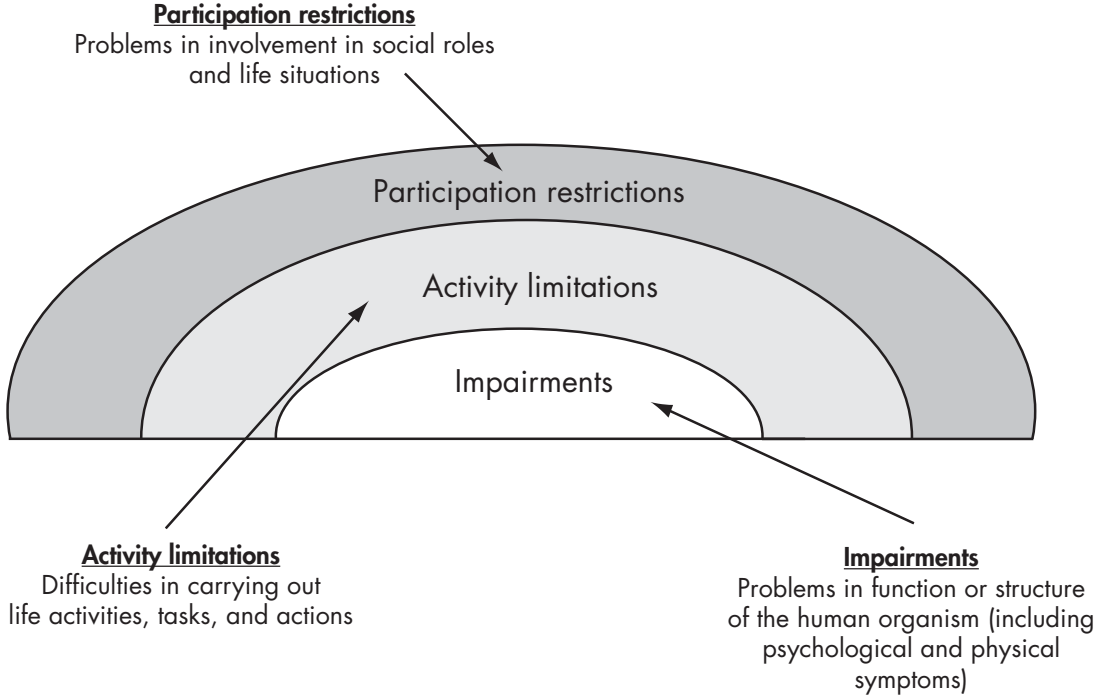 Participation restrictions
Problems in involvement in social roles
and life situations
Participation restrictions
Activity limitations
Impairments
Activity limitations
Difficulties in carrying out
life activities, tasks, and actions
Impairments
Problems in function or structure
of the human organism (including
psychological and physical
symptoms)